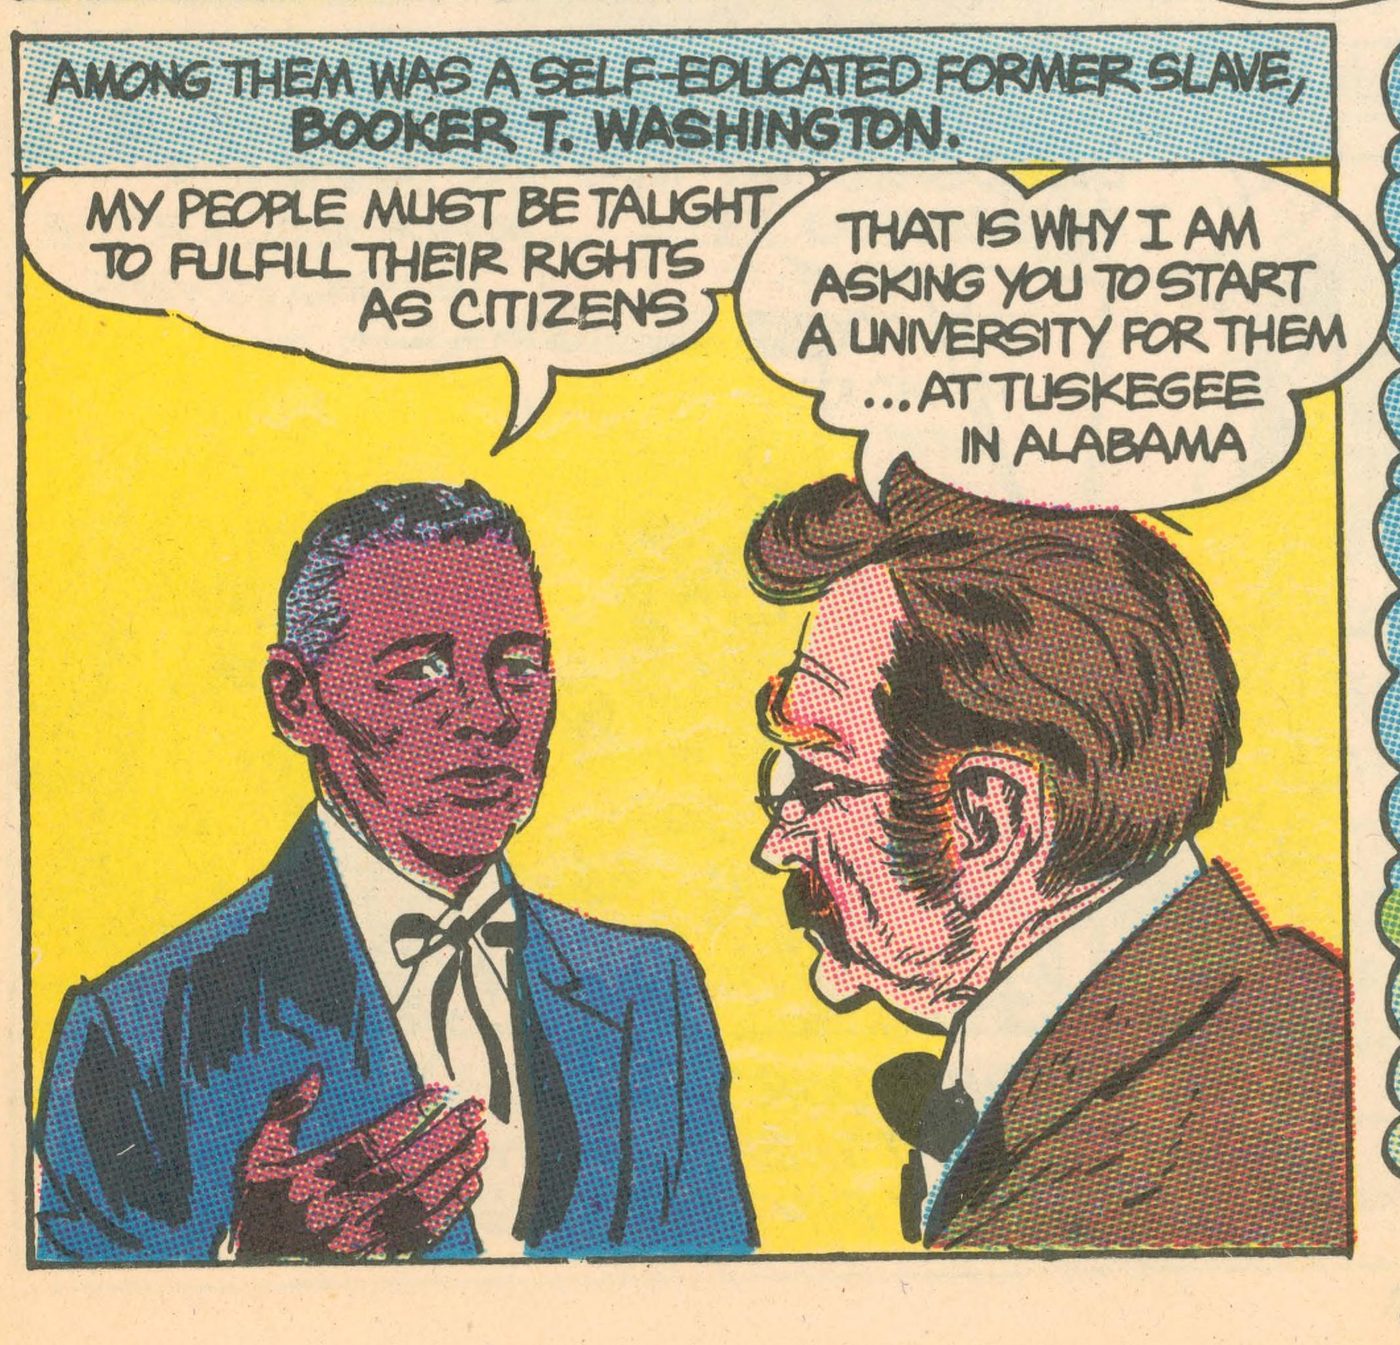 AMONG THEM WAS A SELF-EDUCATED FORMER SLAVE,
BOOKER T. WASHINGTON.
MY PEOPLE MUST BE TAUGHT
TO FULFILL THEIR RIGHTS
AS CITIZENS
THAT IS WHY I AM
ASKING YOU TO START
A UNIVERSITY FOR THEM
...AT TUSKEGEE
IN ALABAMA